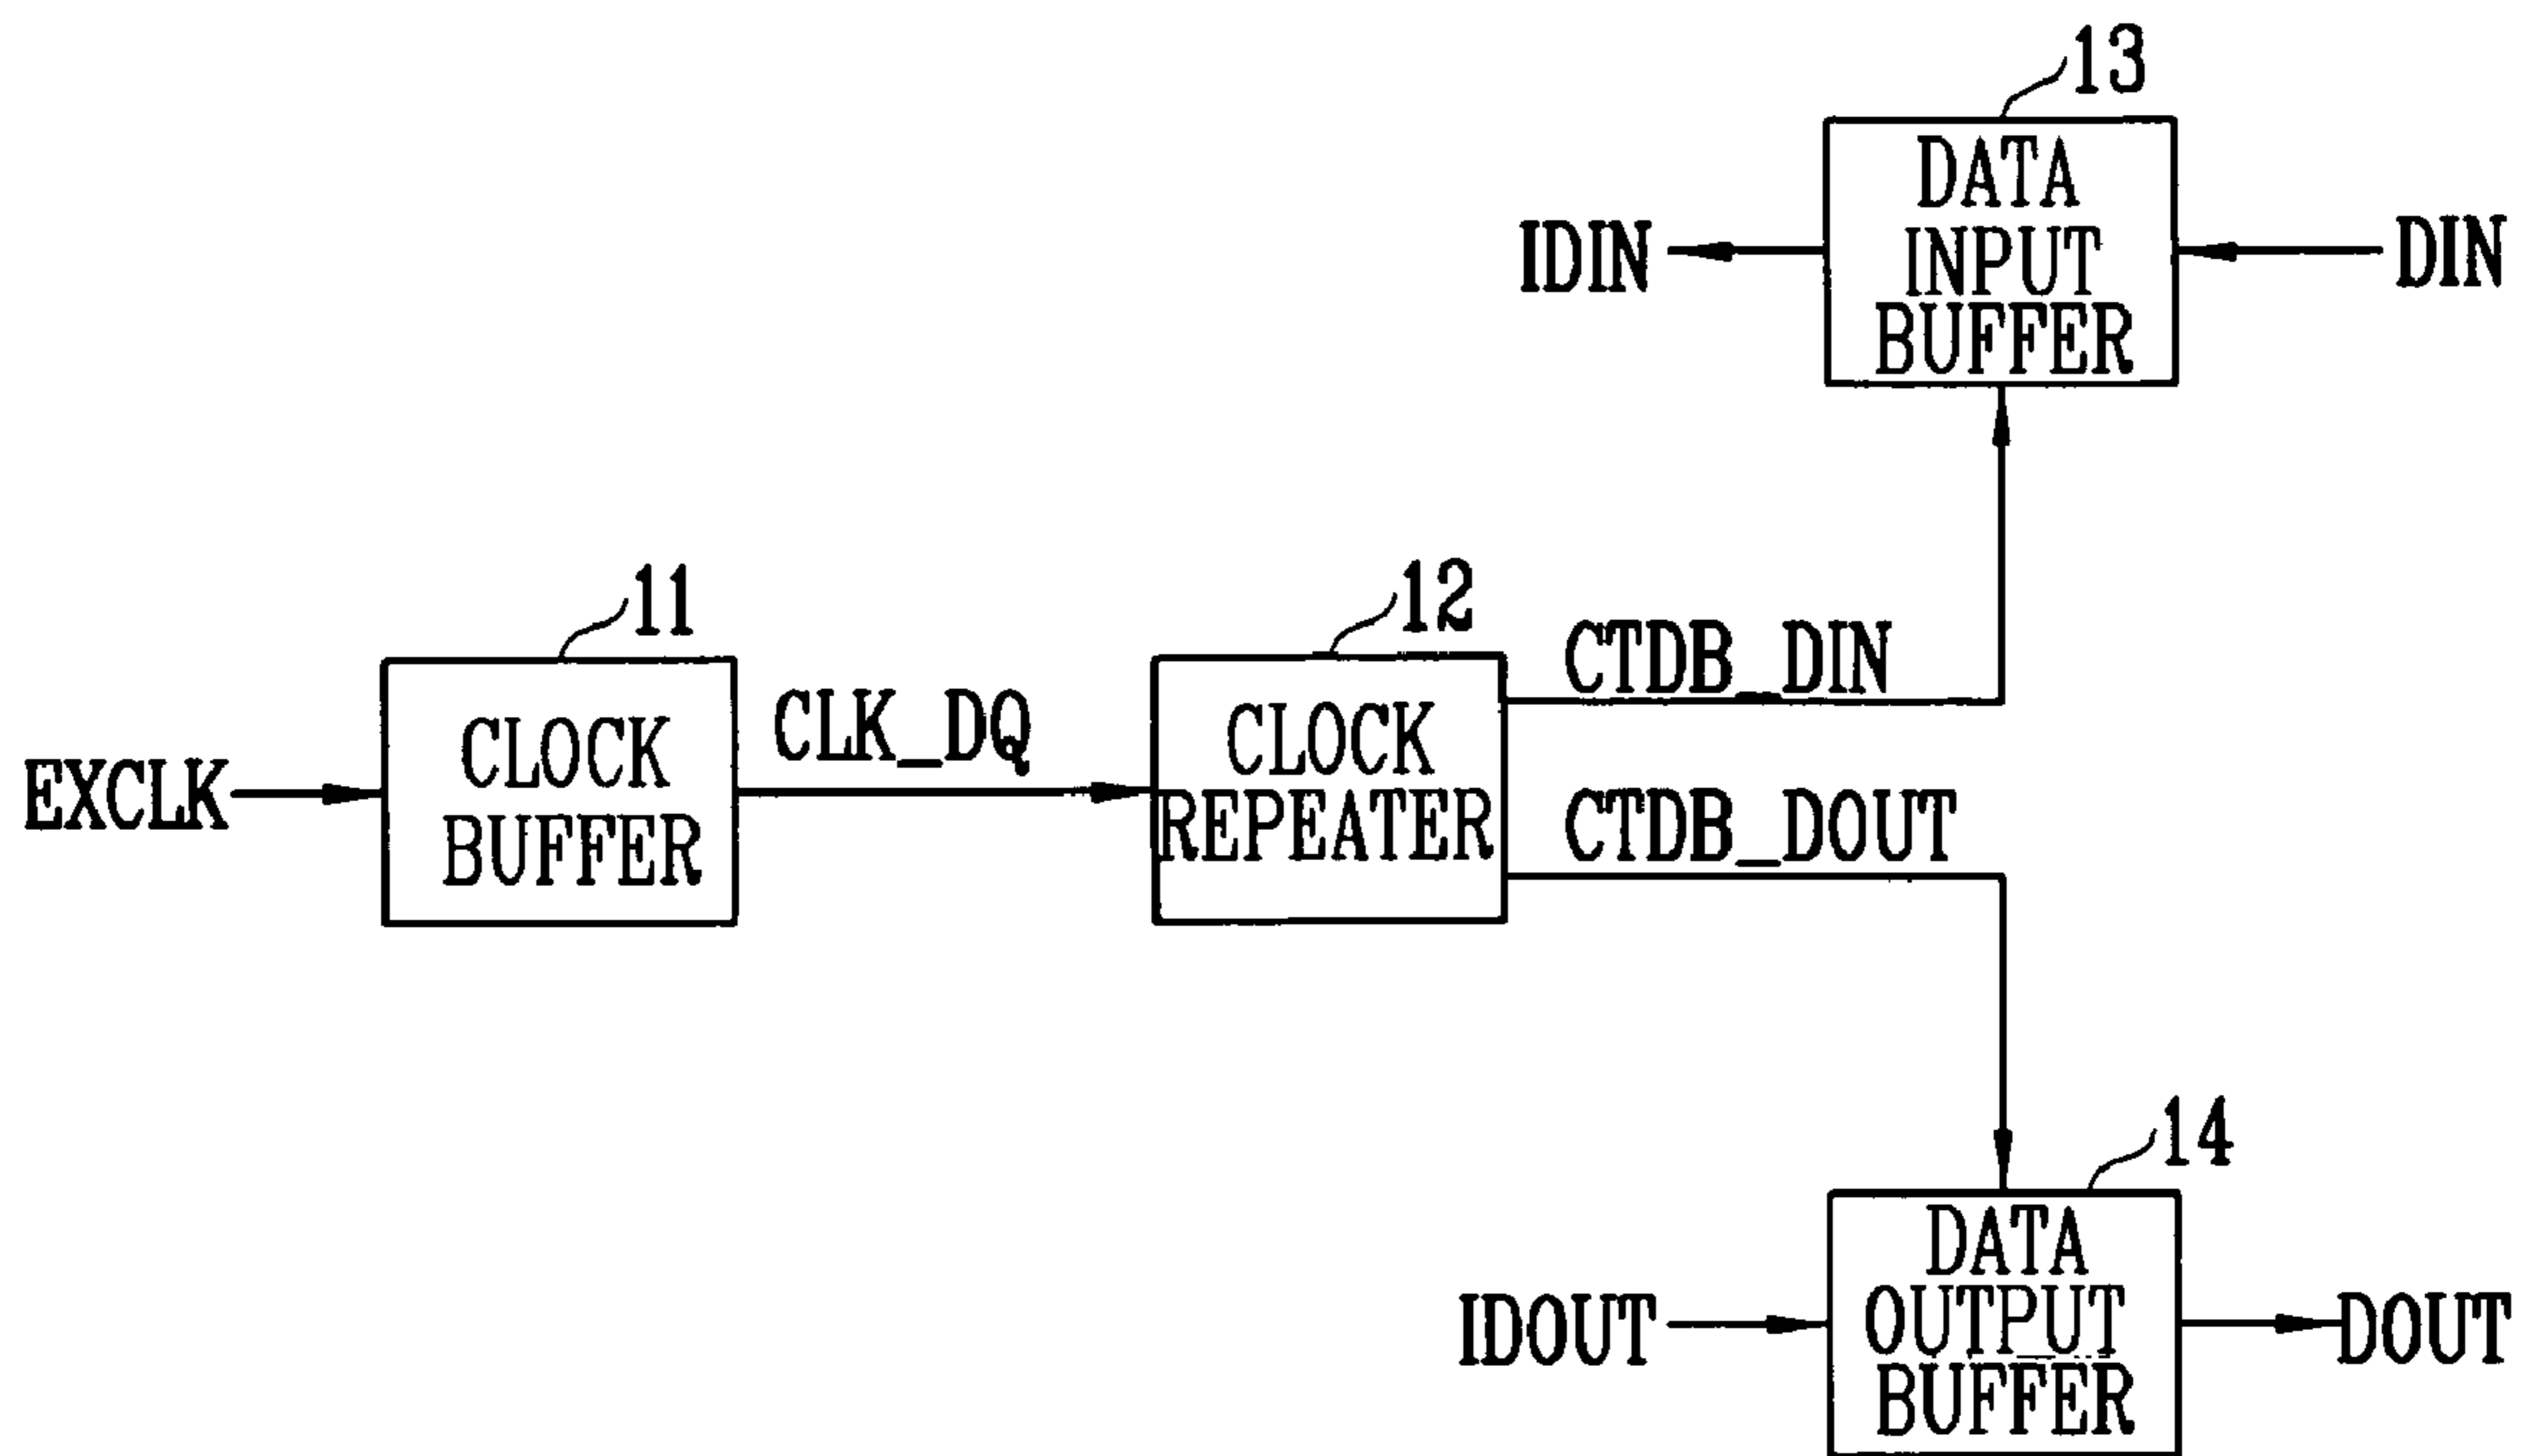 13
DATA
INPUT
BUFFER
IDIN
DIN
11
CLOCK
BUFFER
EXCLK
CLK_DQ
12
CLOCK
REPEATER
CTDB_DIN
CTDB_DOUT
14
DATA
OUTPUT
BUFFER
IDOUT
DOUT